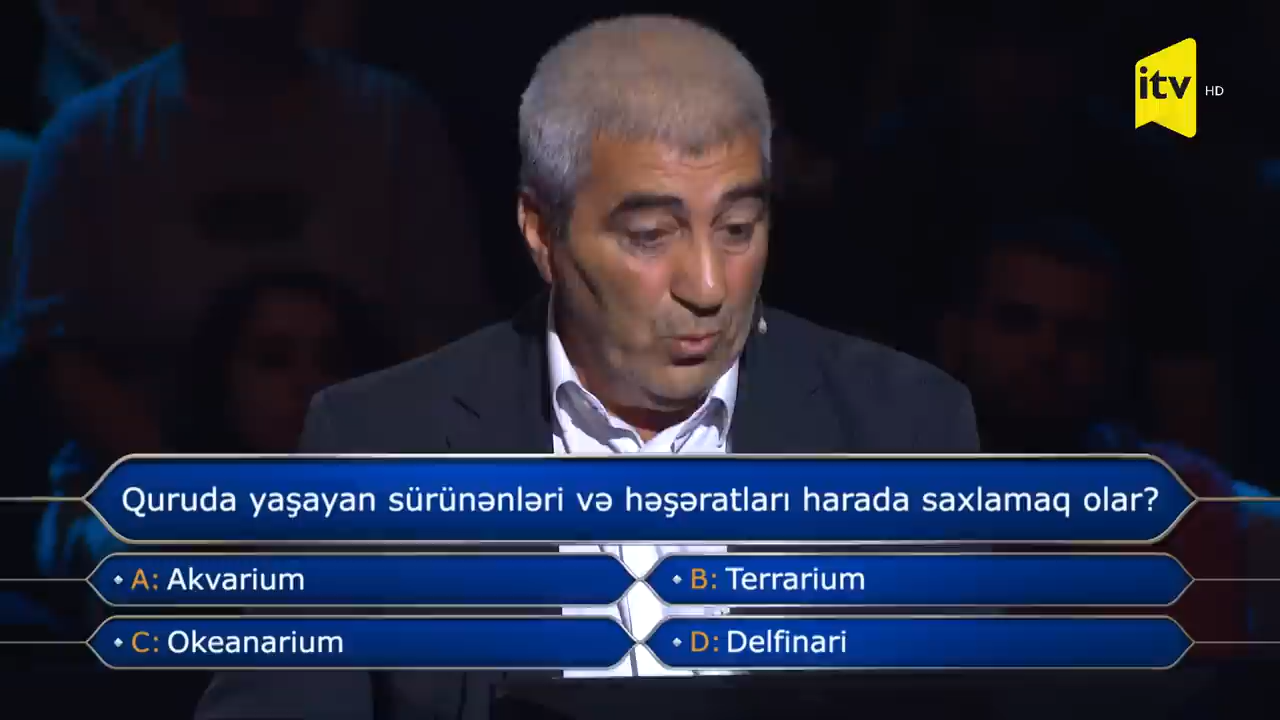 itv HD
Quruda yaşayan sürünənləri və həşəratları harada saxlamaq olar?
A: Akvarium
B: Terrarium
C: Okeanarium
D: Delfinari